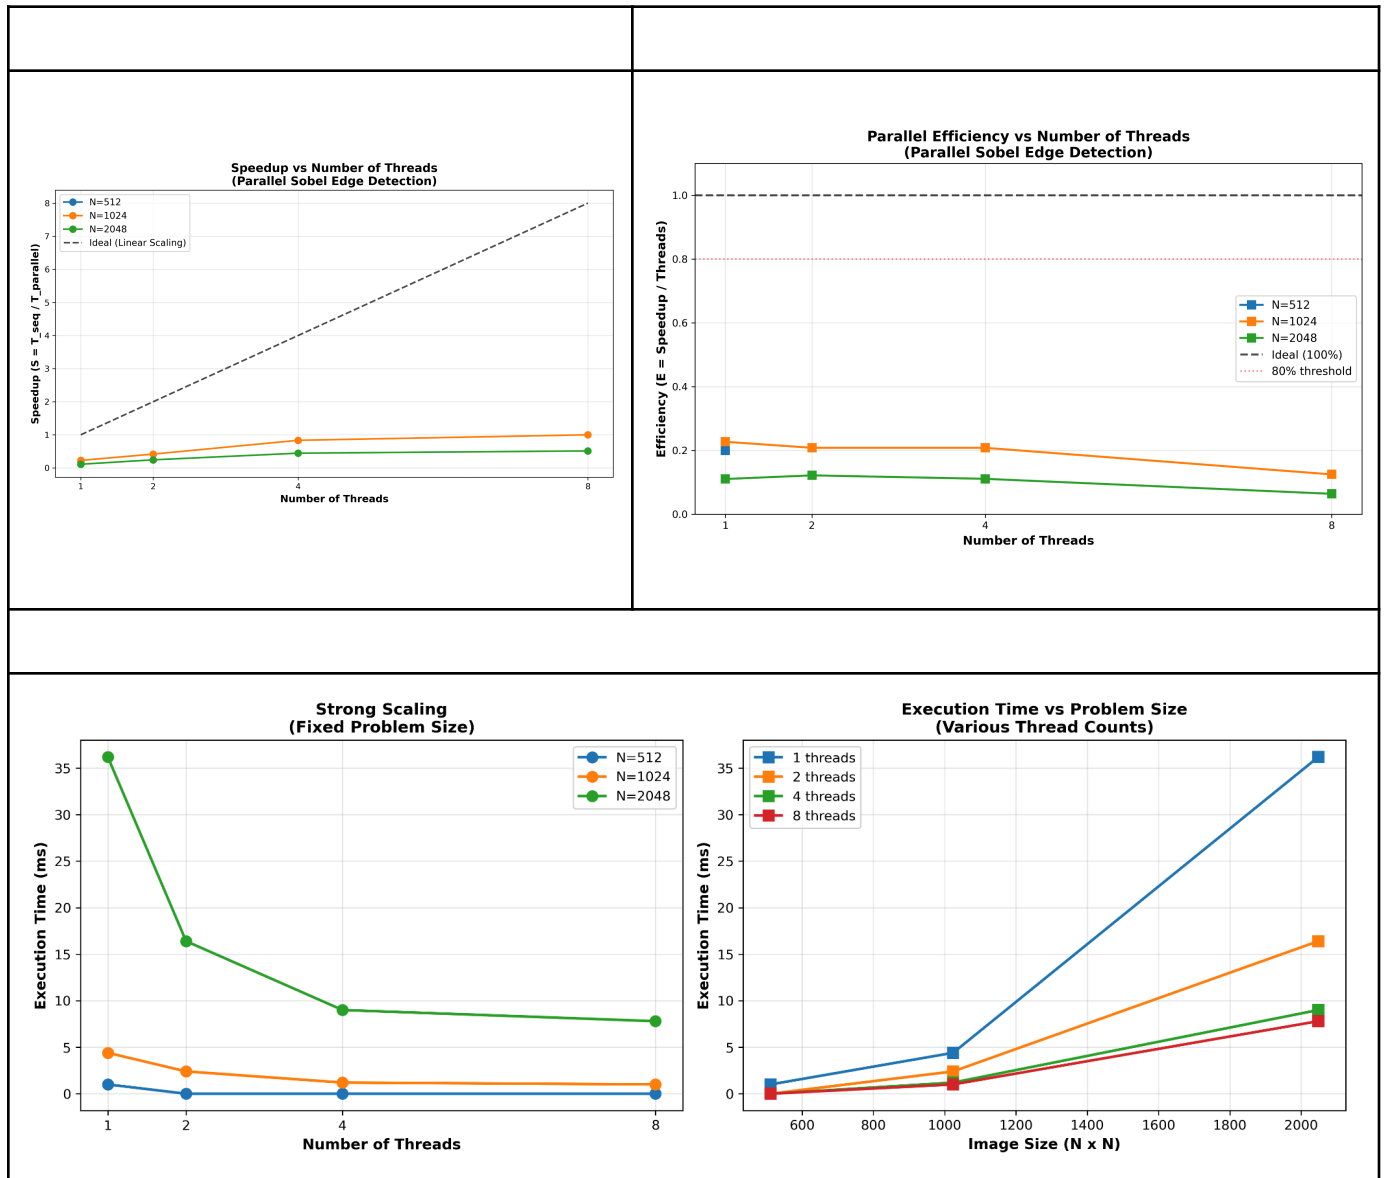 Speedup vs Number of Threads
(Parallel Sobel Edge Detection)
N=512
N=1024
N=2048
Ideal (Linear Scaling)
Speedup (S = T_seq / T_parallel)
8
7
6
5
4
3
2
1
0
1
2
4
8
Number of Threads
Parallel Efficiency vs Number of Threads
(Parallel Sobel Edge Detection)
Efficiency (E = Speedup / Threads)
1.0
0.8
0.6
0.4
0.2
0.0
N=512
N=1024
N=2048
Ideal (100%)
80% threshold
1
2
4
8
Number of Threads
Strong Scaling
(Fixed Problem Size)
N=512
N=1024
N=2048
Execution Time (ms)
35
30
25
20
15
10
5
0
1
2
4
8
Number of Threads
Execution Time vs Problem Size
(Various Thread Counts)
1 threads
2 threads
4 threads
8 threads
Execution Time (ms)
35
30
25
20
15
10
5
0
600
800
1000
1200
1400
1600
1800
2000
Image Size (N x N)